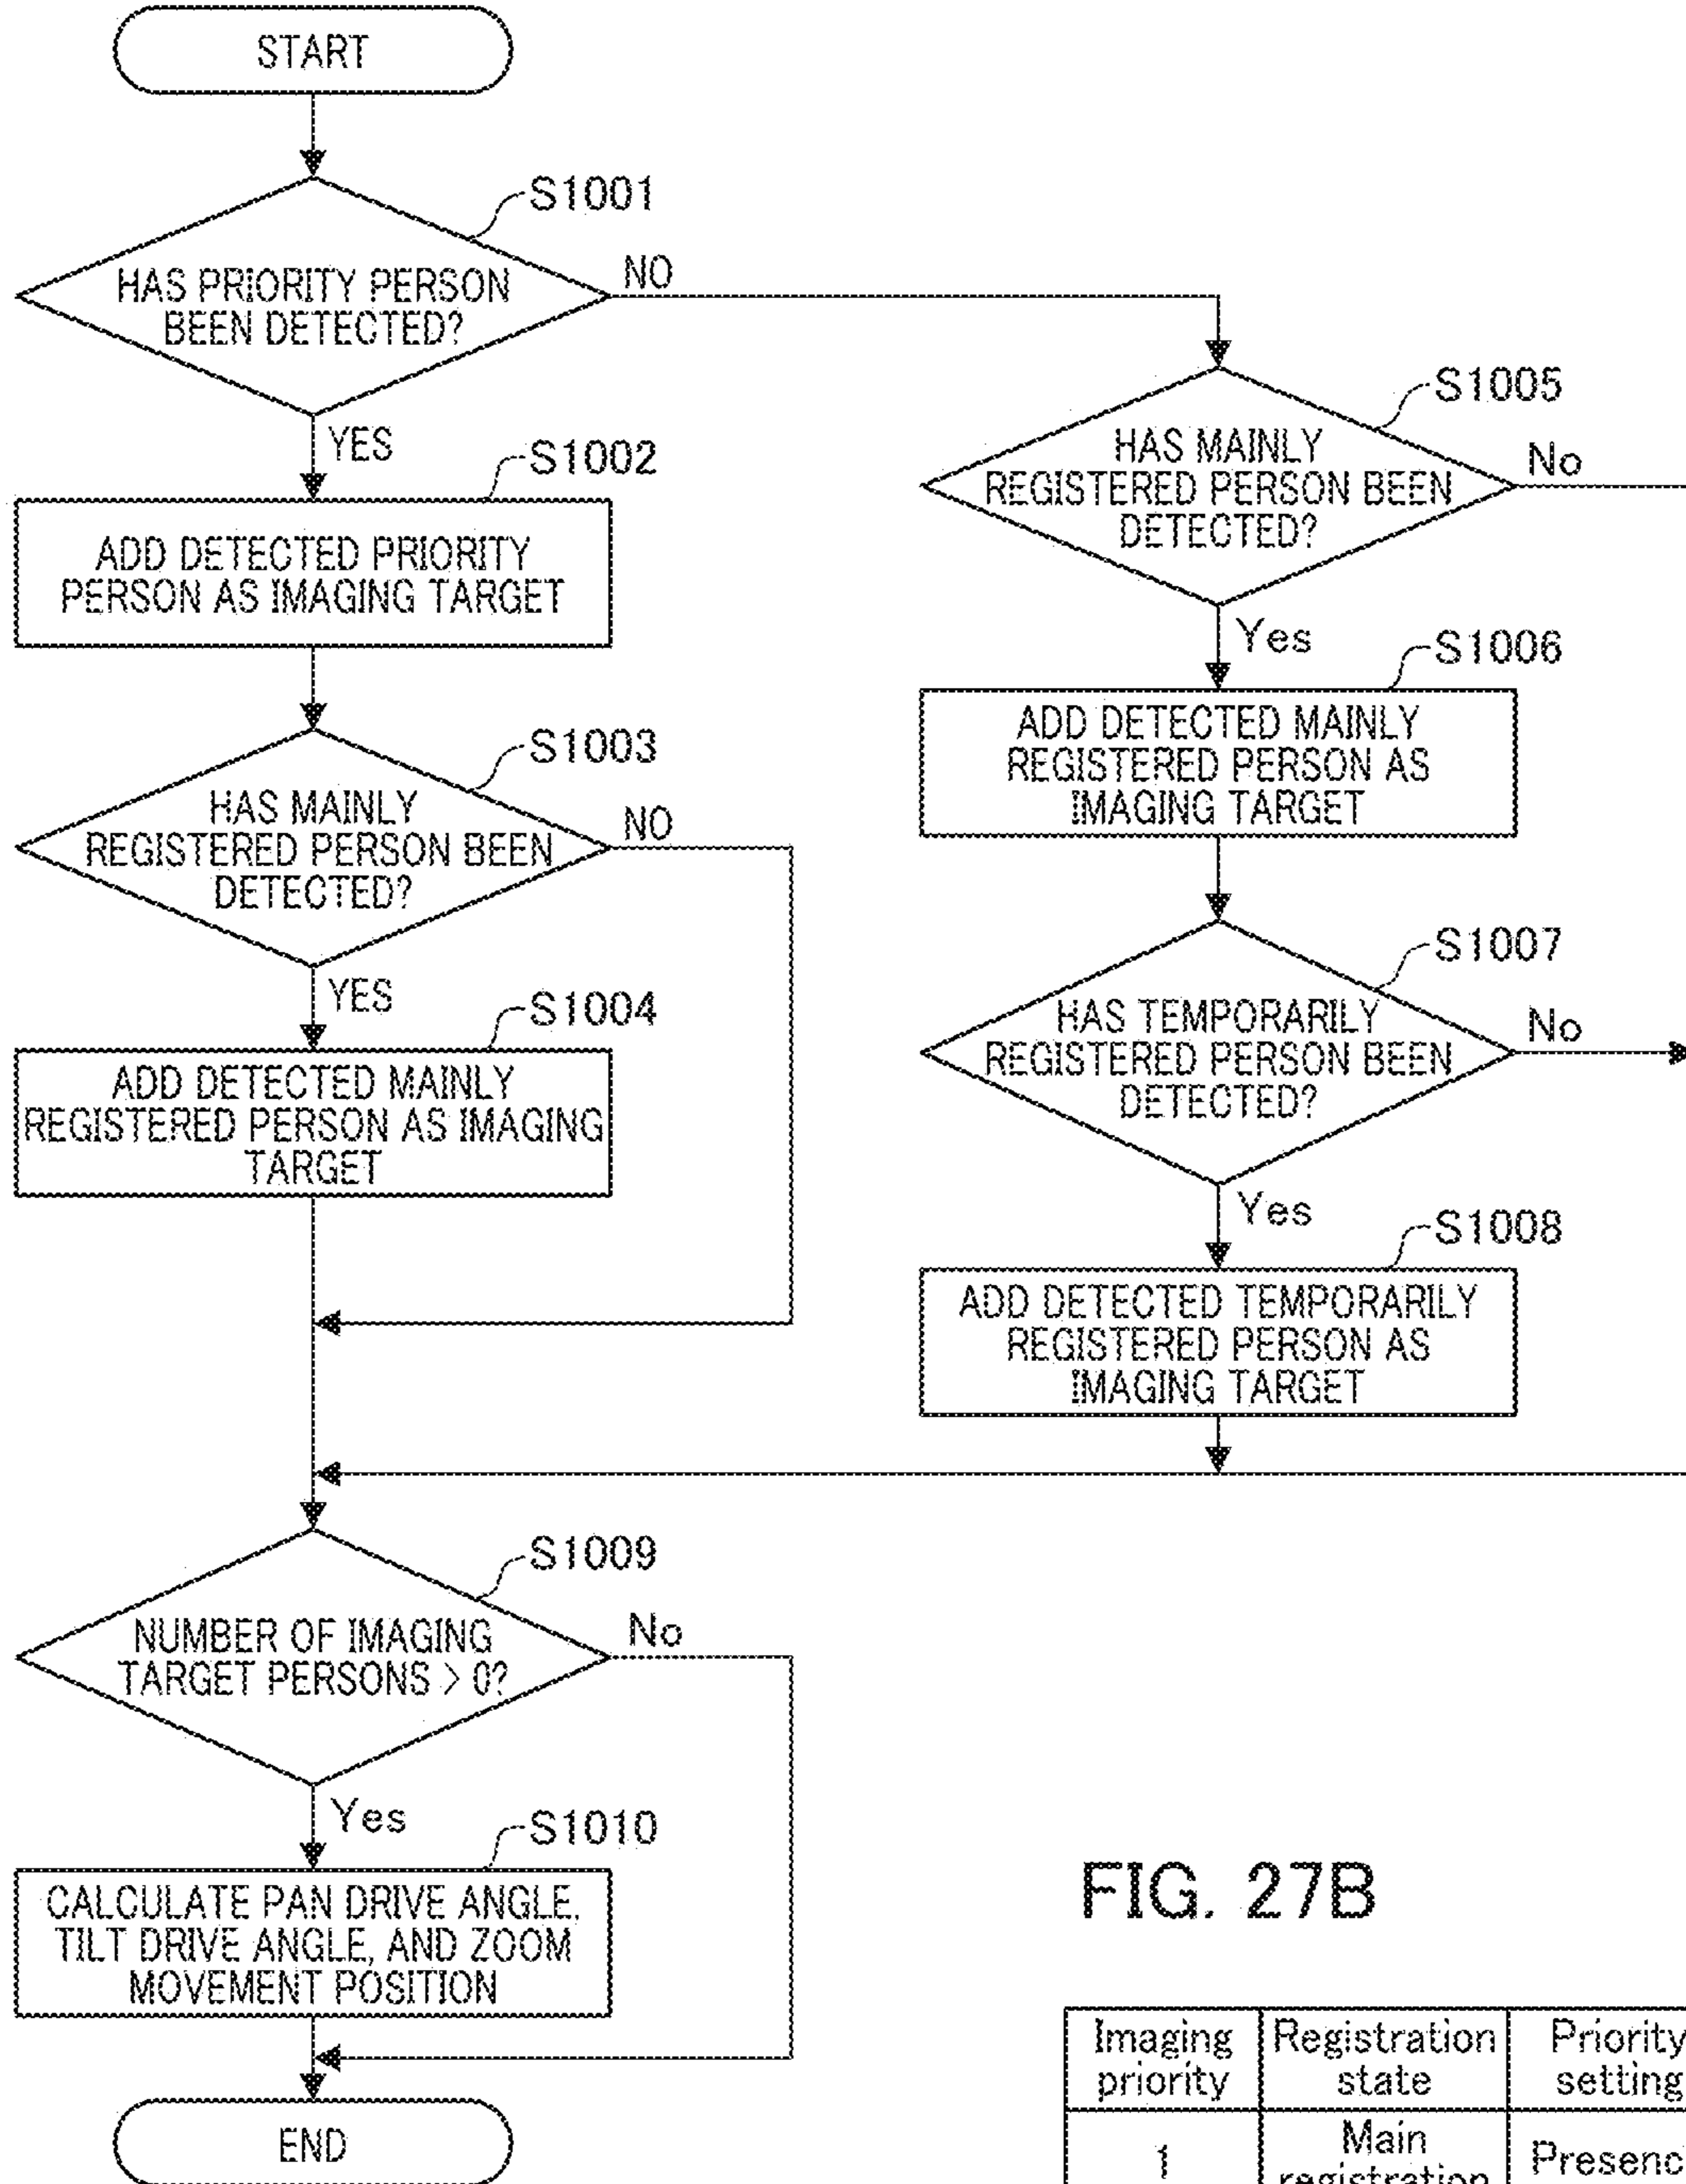 START
S1001
HAS PRIORITY PERSON
BEEN DETECTED?
NO
YES
S1002
ADD DETECTED PRIORITY
PERSON AS IMAGING TARGET
S1003
HAS MAINLY
REGISTERED PERSON BEEN
DETECTED?
NO
YES
S1004
ADD DETECTED MAINLY
REGISTERED PERSON AS IMAGING
TARGET
S1005
HAS MAINLY
REGISTERED PERSON BEEN
DETECTED?
No
Yes
S1006
ADD DETECTED MAINLY
REGISTERED PERSON AS
IMAGING TARGET
S1007
HAS TEMPORARILY
REGISTERED PERSON BEEN
DETECTED?
No
Yes
S1008
ADD DETECTED TEMPORARILY
REGISTERED PERSON AS
IMAGING TARGET
S1009
NUMBER OF IMAGING
TARGET PERSONS > 0?
No
Yes
S1010
CALCULATE PAN DRIVE ANGLE,
TILT DRIVE ANGLE, AND ZOOM
MOVEMENT POSITION
END
FIG. 27B
Imaging priority
Registration state
Priority setting
1
Main registration